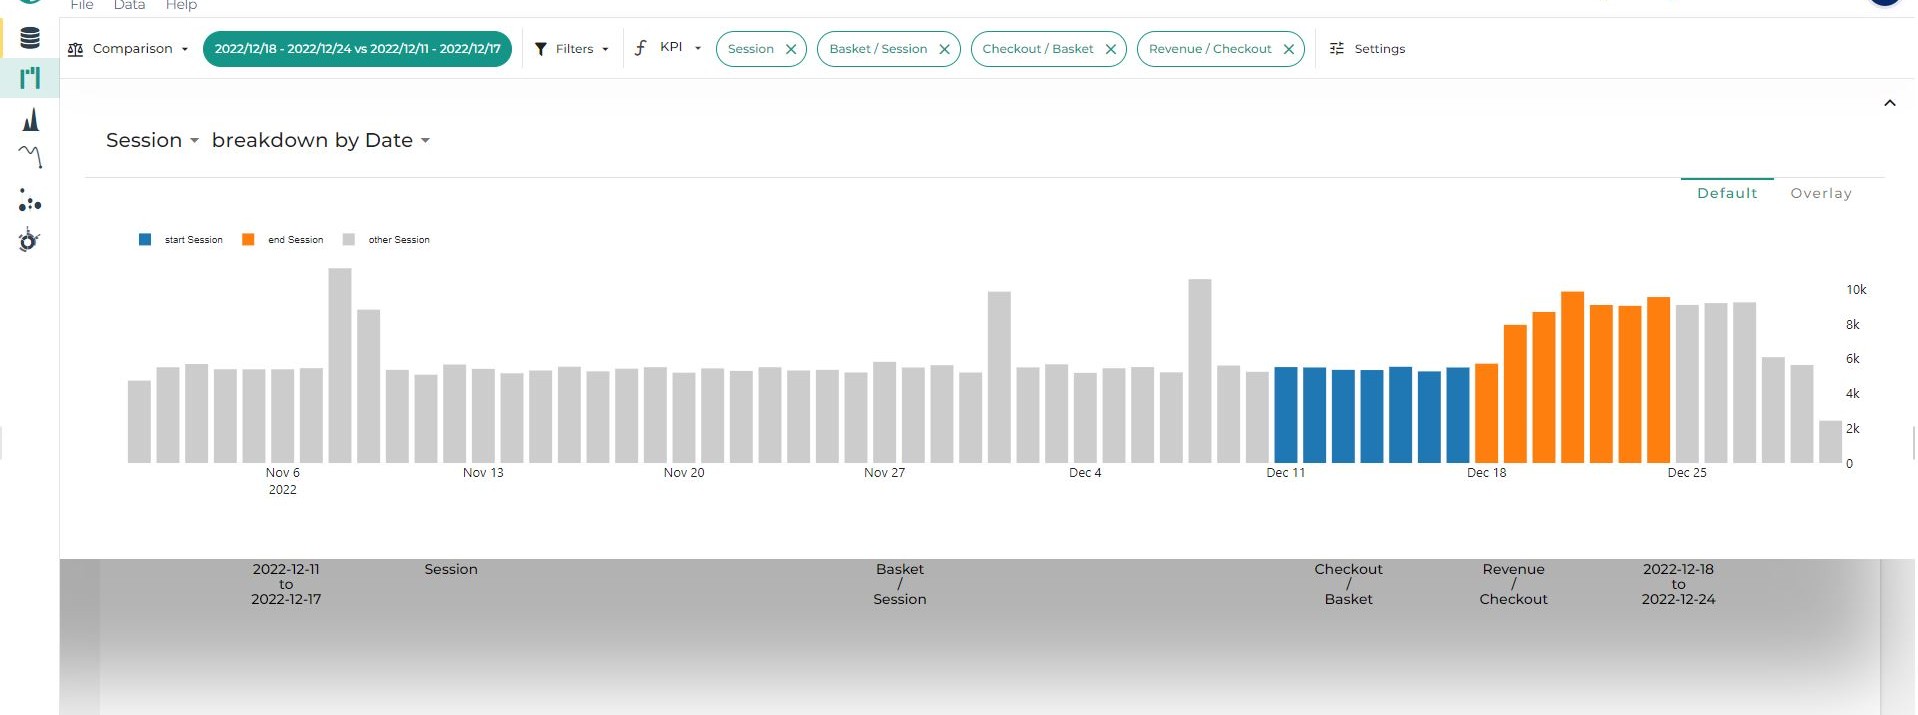 File Data Help
Comparison 2022/12/18 - 2022/12/24 vs 2022/12/11 - 2022/12/17 Filters KPI Session Basket / Session Checkout / Basket Revenue / Checkout Settings
Session breakdown by Date
Default Overlay
start Session end Session other Session
10k
8k
6k
4k
2k
0
Nov 6 Nov 13 Nov 20 Nov 27 Dec 4 Dec 11 Dec 18 Dec 25
2022
2022-12-11 Session Basket Checkout Revenue 2022-12-18
to / / / to
2022-12-17 Session Basket Checkout 2022-12-24